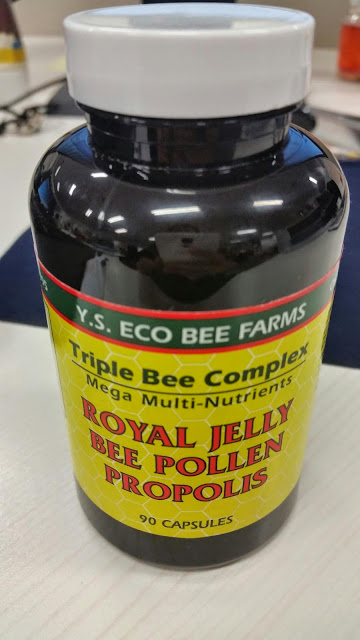 Y.S. ECO BEE FARMS
Triple Bee Complex
Mega Multi-Nutrients
ROYAL JELLY
BEE POLLEN
PROPOLIS
90 CAPSULES